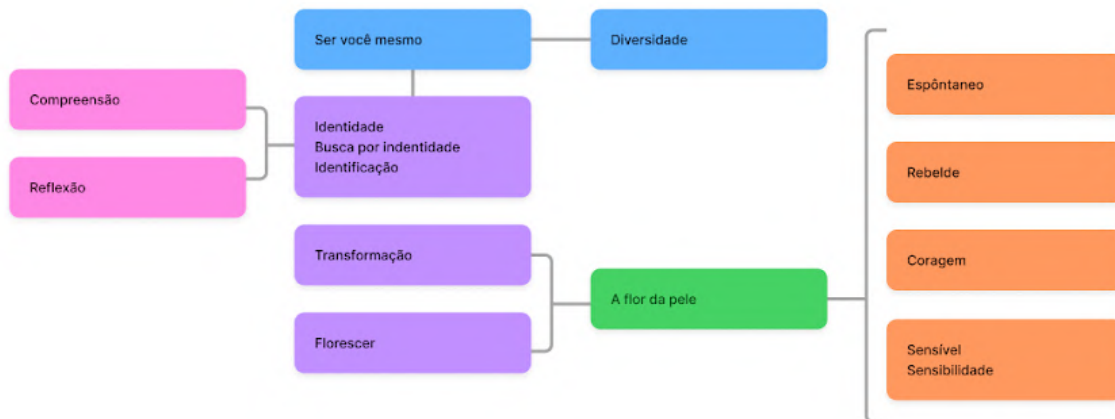 Ser você mesmo
Diversidade
Compreensão
Reflexão
Identidade
Busca por indentidade
Identificação
Transformação
Florescer
A flor da pele
Espôntaneo
Rebelde
Coragem
Sensível
Sensibilidade